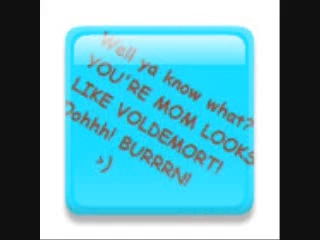 Well ya know what?
YOU'RE MOM LOOKS
LIKE VOLDEMORT!
Oohhh! BURRRN!
>)